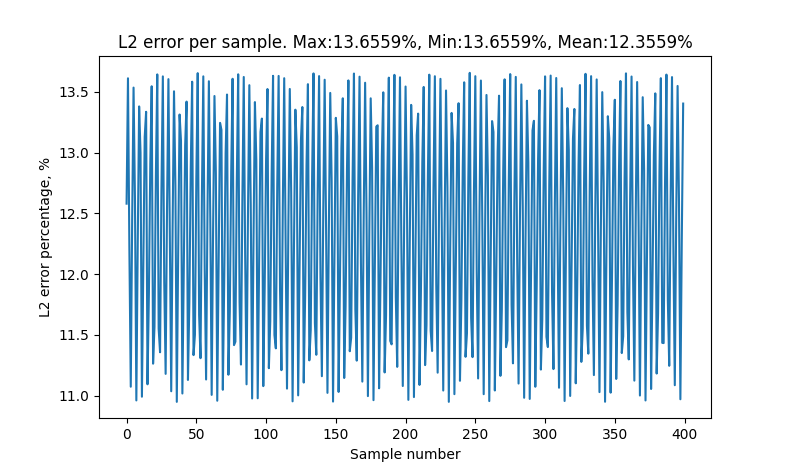 L2 error per sample. Max:13.6559%, Min:13.6559%, Mean:12.3559%
L2 error percentage, %
13.5
13.0
12.5
12.0
11.5
11.0
0 50 100 150 200 250 300 350 400
Sample number